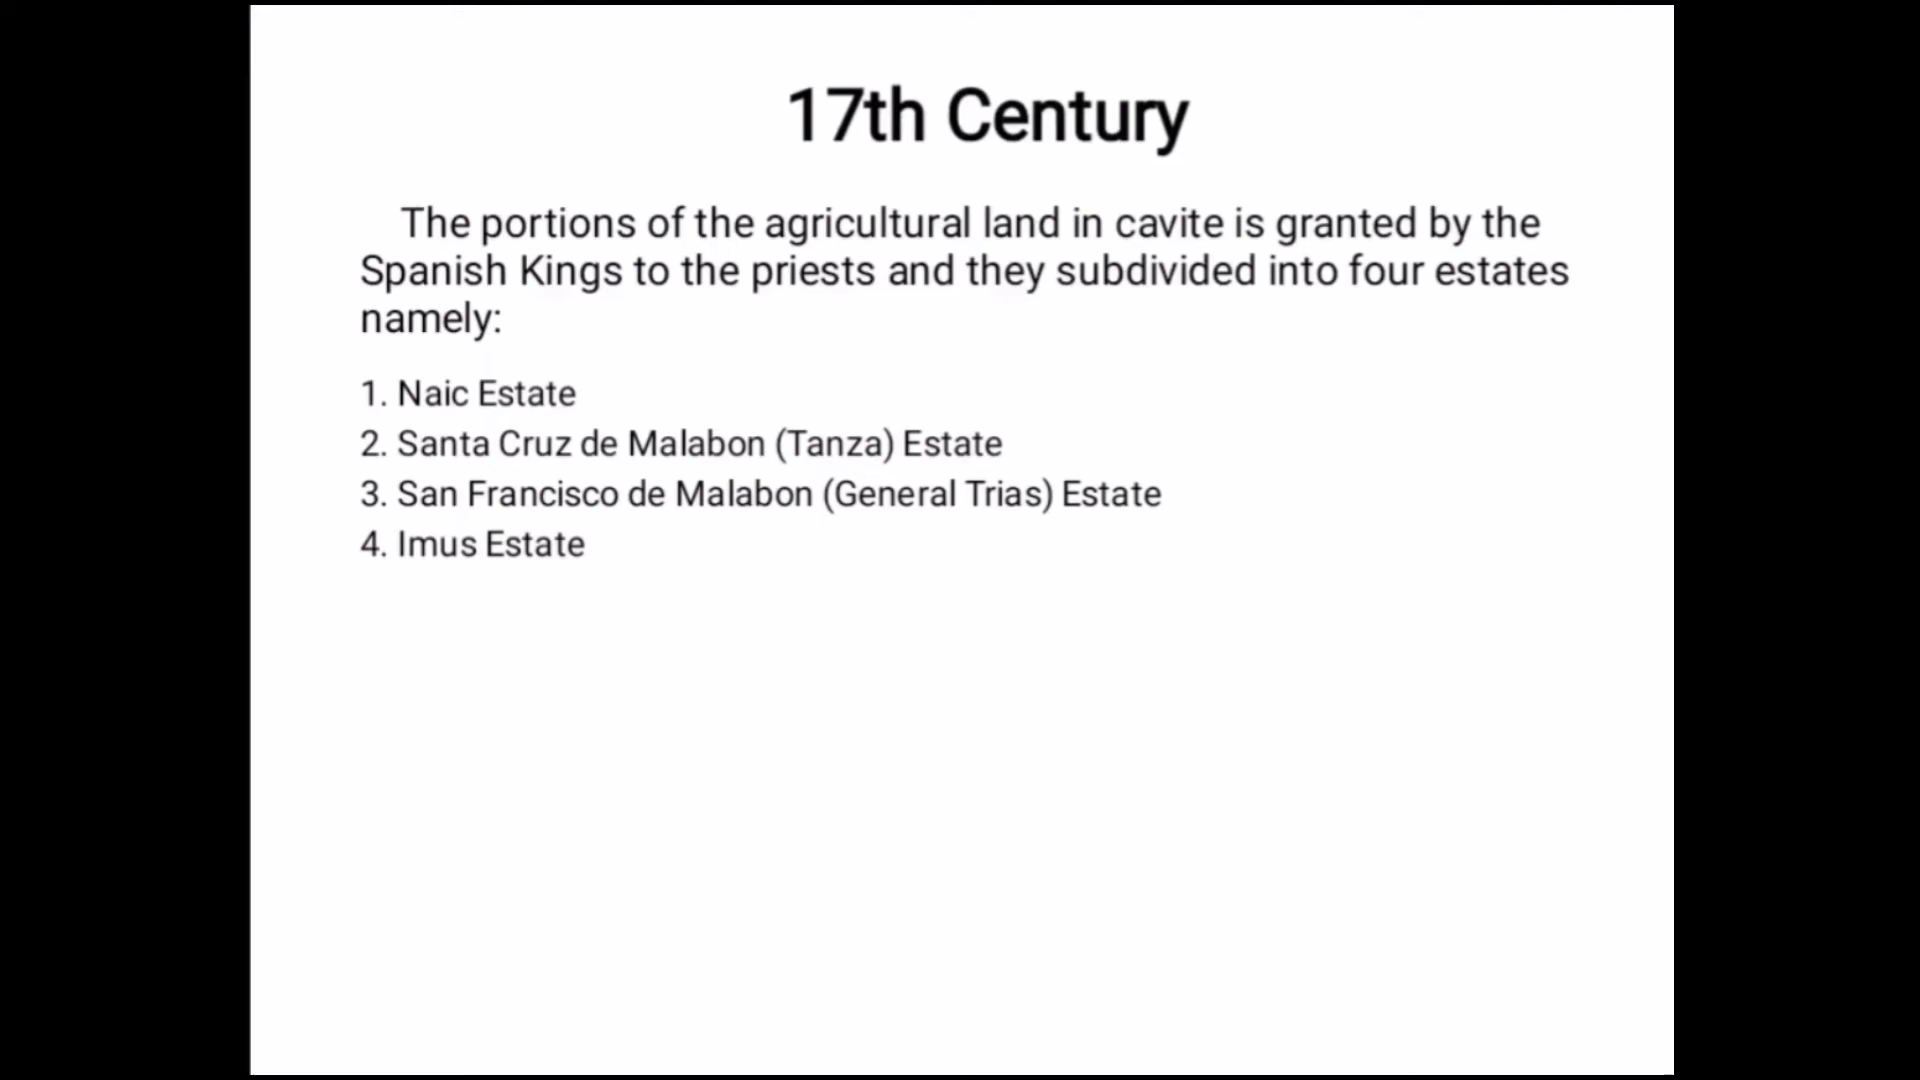 17th Century
The portions of the agricultural land in cavite is granted by the
Spanish Kings to the priests and they subdivided into four estates
namely:
1. Naic Estate
2. Santa Cruz de Malabon (Tanza) Estate
3. San Francisco de Malabon (General Trias) Estate
4. Imus Estate